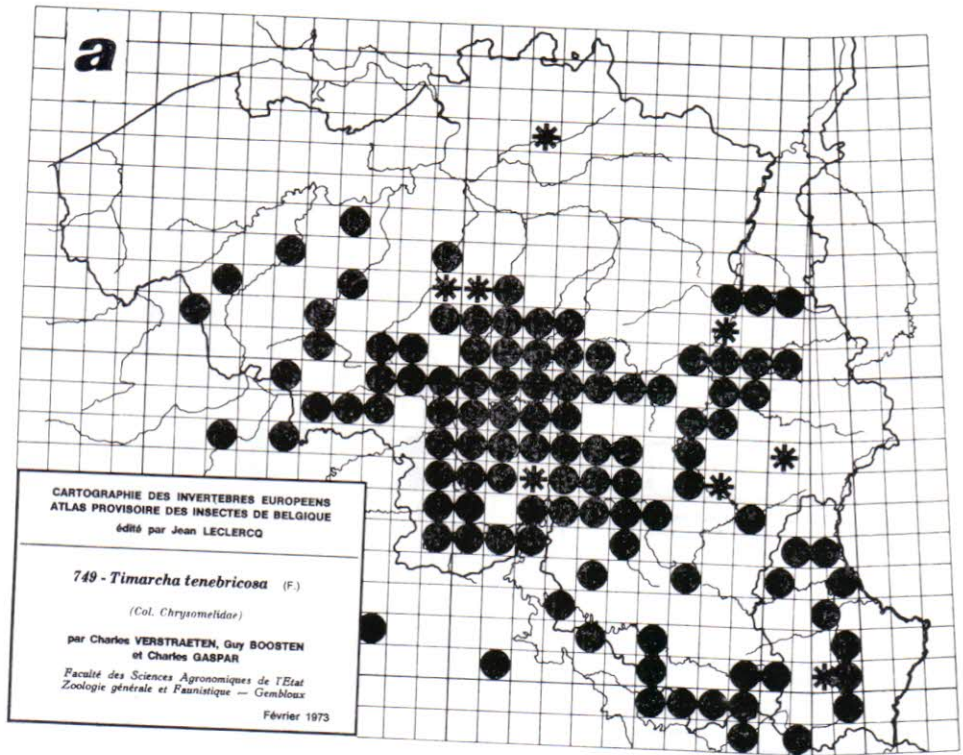 a
CARTOGRAPHIE DES INVERTEBRES EUROPEENS
ATLAS PROVISOIRE DES INSECTES DE BELGIQUE
édité par Jean LECLERCQ
749 - Timarcha tenebricosa (F.)
(Col. Chrysomelidae)
par Charles VERSTRAETEN, Guy BOOSTEN
et Charles GASPAR
Faculté des Sciences Agronomiques de l'Etat
Zoologie générale et Faunistique — Gembloux
Février 1973